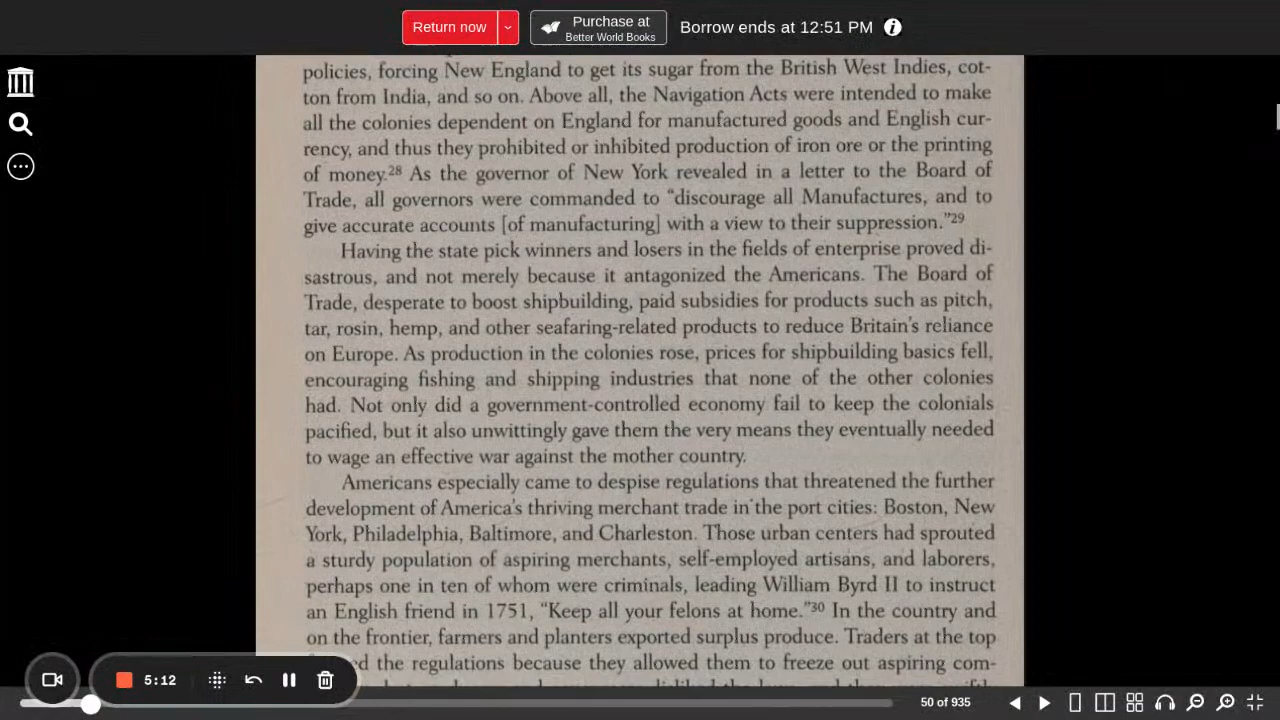 Return now
Purchase at
Better World Books
Borrow ends at 12:51 PM
policies, forcing New England to get its sugar from the British West Indies, cot-
ton from India, and so on. Above all, the Navigation Acts were intended to make
all the colonies dependent on England for manufactured goods and English cur-
rency, and thus they prohibited or inhibited production of iron ore or the printing
of money.28 As the governor of New York revealed in a letter to the Board of
Trade, all governors were commanded to “discourage all Manufactures, and to
give accurate accounts [of manufacturing] with a view to their suppression.”29
Having the state pick winners and losers in the fields of enterprise proved di-
sastrous, and not merely because it antagonized the Americans. The Board of
Trade, desperate to boost shipbuilding, paid subsidies for products such as pitch,
tar, rosin, hemp, and other seafaring-related products to reduce Britain’s reliance
on Europe. As production in the colonies rose, prices for shipbuilding basics fell,
encouraging fishing and shipping industries that none of the other colonies
had. Not only did a government-controlled economy fail to keep the colonials
pacified, but it also unwittingly gave them the very means they eventually needed
to wage an effective war against the mother country.
Americans especially came to despise regulations that threatened the further
development of America’s thriving merchant trade in the port cities: Boston, New
York, Philadelphia, Baltimore, and Charleston. Those urban centers had sprouted
a sturdy population of aspiring merchants, self-employed artisans, and laborers,
perhaps one in ten of whom were criminals, leading William Byrd II to instruct
an English friend in 1751, “Keep all your felons at home.”30 In the country and
on the frontier, farmers and planters exported surplus produce. Traders at the top
the regulations because they allowed them to freeze out aspiring com-
5:12
50 of 935